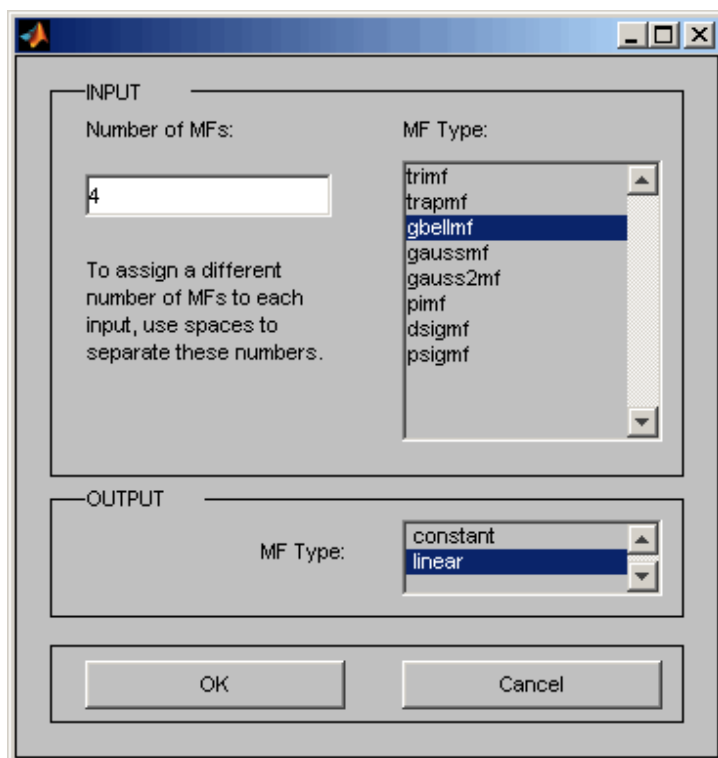 INPUT
Number of MFs:
MF Type:
4
trimf
trapmf
gbellmf
gaussmf
gauss2mf
pimf
dsigmf
psigmf
To assign a different
number of MFs to each
input, use spaces to
separate these numbers.
OUTPUT
MF Type:
constant
linear
OK
Cancel